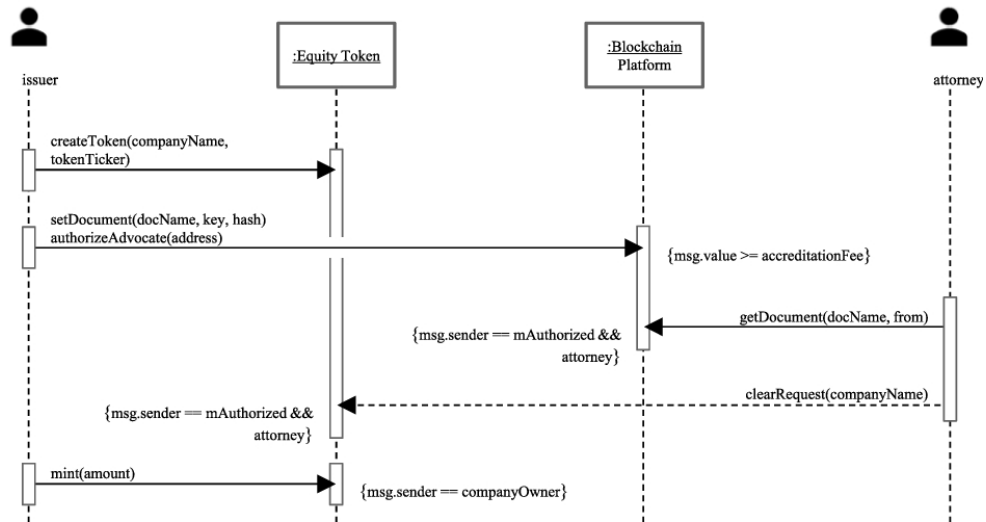 :Equity Token
:Blockchain
Platform
issuer
attorney
createToken(companyName,
tokenTicker)
setDocument(docName, key, hash)
authorizeAdvocate(address)
{msg.value >= accreditationFee}
getDocument(docName, from)
{msg.sender == mAuthorized &&
attorney}
clearRequest(companyName)
{msg.sender == mAuthorized &&
attorney}
mint(amount)
{msg.sender == companyOwner}